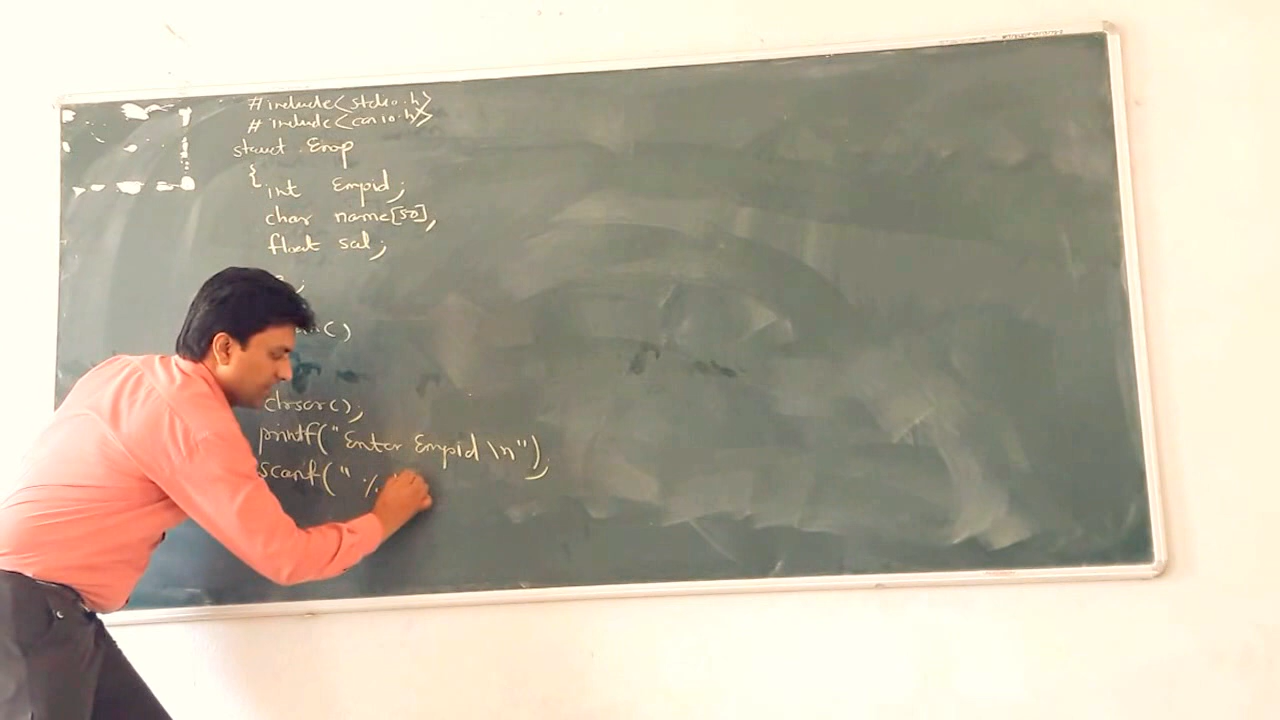 #include<stdio.h>
#include<conio.h>
struct Emp
{
int Empid;
char name[50],
float sal;
;
()
clrscr();
printf("Enter Empid \n");
scanf(" %